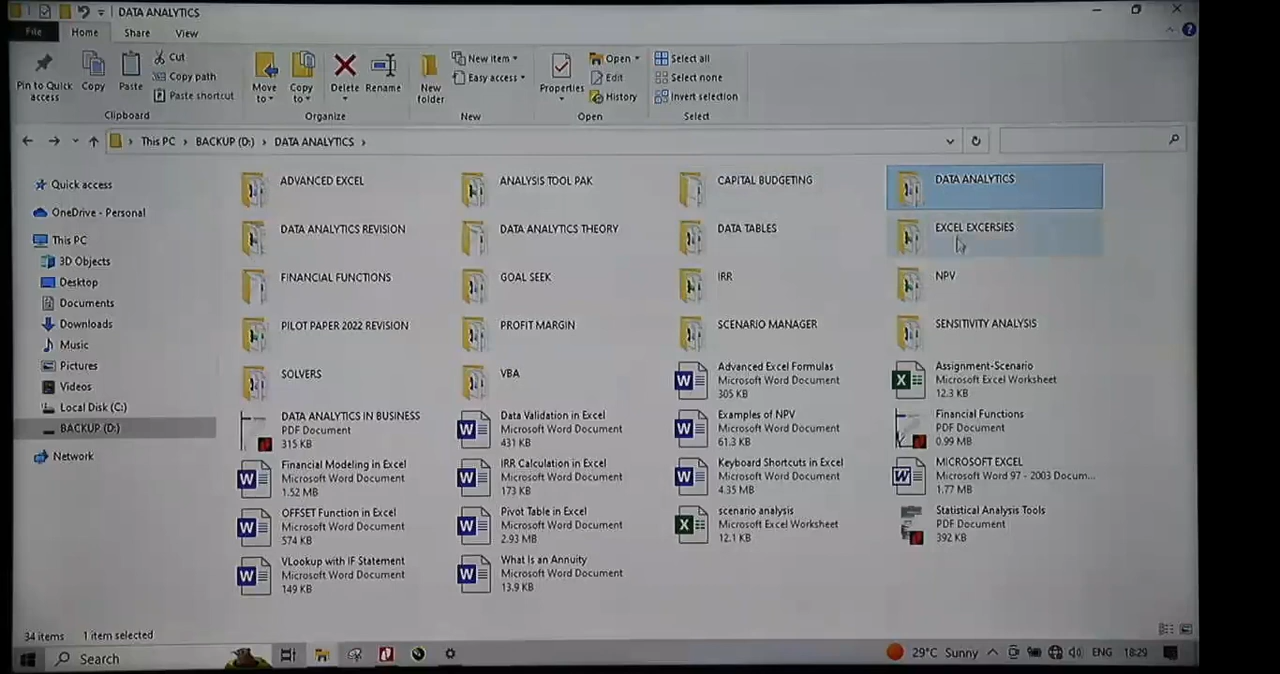 DATA ANALYTICS
File Home Share View
Pin to Quick access
Copy
Paste
Cut
Copy path
Paste shortcut
Clipboard
Move to
Copy to
Delete
Rename
Organize
New folder
New item
Easy access
New
Properties
Open
Edit
History
Open
Select all
Select none
Invert selection
Select
This PC > BACKUP (D:) > DATA ANALYTICS >
Quick access
OneDrive - Personal
This PC
3D Objects
Desktop
Documents
Downloads
Music
Pictures
Videos
Local Disk (C:)
BACKUP (D:)
Network
ADVANCED EXCEL
ANALYSIS TOOL PAK
CAPITAL BUDGETING
DATA ANALYTICS
DATA ANALYTICS REVISION
DATA ANALYTICS THEORY
DATA TABLES
EXCEL EXCERSIES
FINANCIAL FUNCTIONS
GOAL SEEK
IRR
NPV
PILOT PAPER 2022 REVISION
PROFIT MARGIN
SCENARIO MANAGER
SENSITIVITY ANALYSIS
SOLVERS
VBA
Advanced Excel Formulas
Microsoft Word Document
305 KB
Assignment-Scenario
Microsoft Excel Worksheet
12.3 KB
DATA ANALYTICS IN BUSINESS
PDF Document
315 KB
Data Validation in Excel
Microsoft Word Document
431 KB
Examples of NPV
Microsoft Word Document
61.3 KB
Financial Functions
PDF Document
0.99 MB
Financial Modeling in Excel
Microsoft Word Document
1.52 MB
IRR Calculation in Excel
Microsoft Word Document
173 KB
Keyboard Shortcuts in Excel
Microsoft Word Document
4.35 MB
MICROSOFT EXCEL
Microsoft Word 97 - 2003 Docum...
1.77 MB
OFFSET Function in Excel
Microsoft Word Document
574 KB
Pivot Table in Excel
Microsoft Word Document
2.93 MB
scenario analysis
Microsoft Excel Worksheet
12.1 KB
Statistical Analysis Tools
PDF Document
392 KB
VLookup with IF Statement
Microsoft Word Document
149 KB
What Is an Annuity
Microsoft Word Document
13.9 KB
34 items 1 item selected
Search
29°C Sunny ENG 18:29